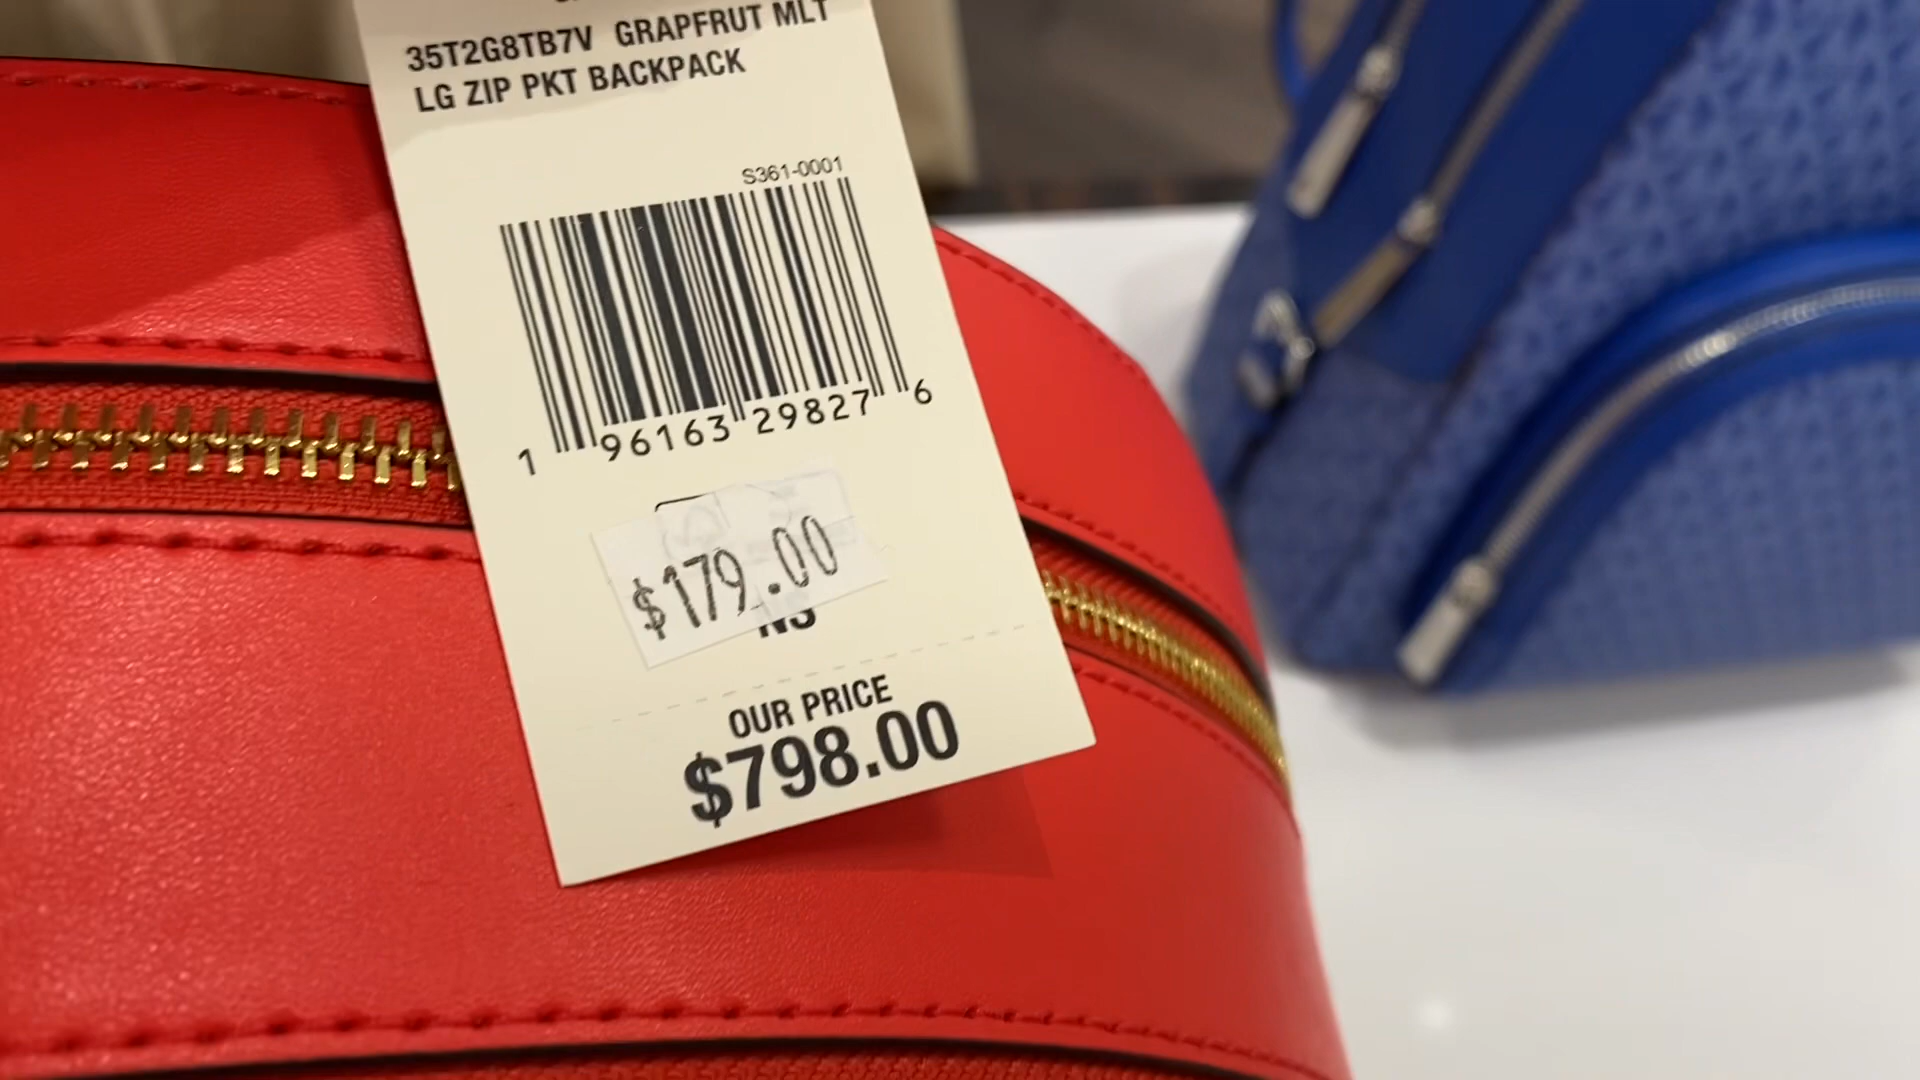 35T2G8TB7V GRAPFRUT MLT
LG ZIP PKT BACKPACK
S361-0001
1 96163 29827 6
$179.00
NS
OUR PRICE
$798.00